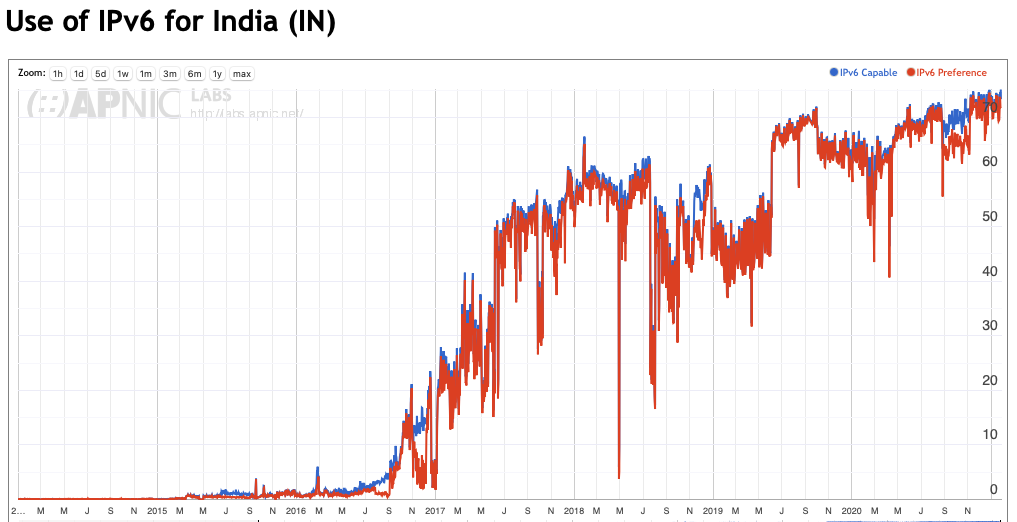 Use of IPv6 for India (IN)
Zoom: 1h 1d 5d 1w 1m 3m 6m 1y max
IPv6 Capable IPv6 Preference
(::) APNIC LABS
http://labs.apnic.net/
70
60
50
40
30
20
10
0
2... M M J S N 2015 M M J S N 2016 M M J S N 2017 M M J S N 2018 M M J S N 2019 M M J S N 2020 M M J S N